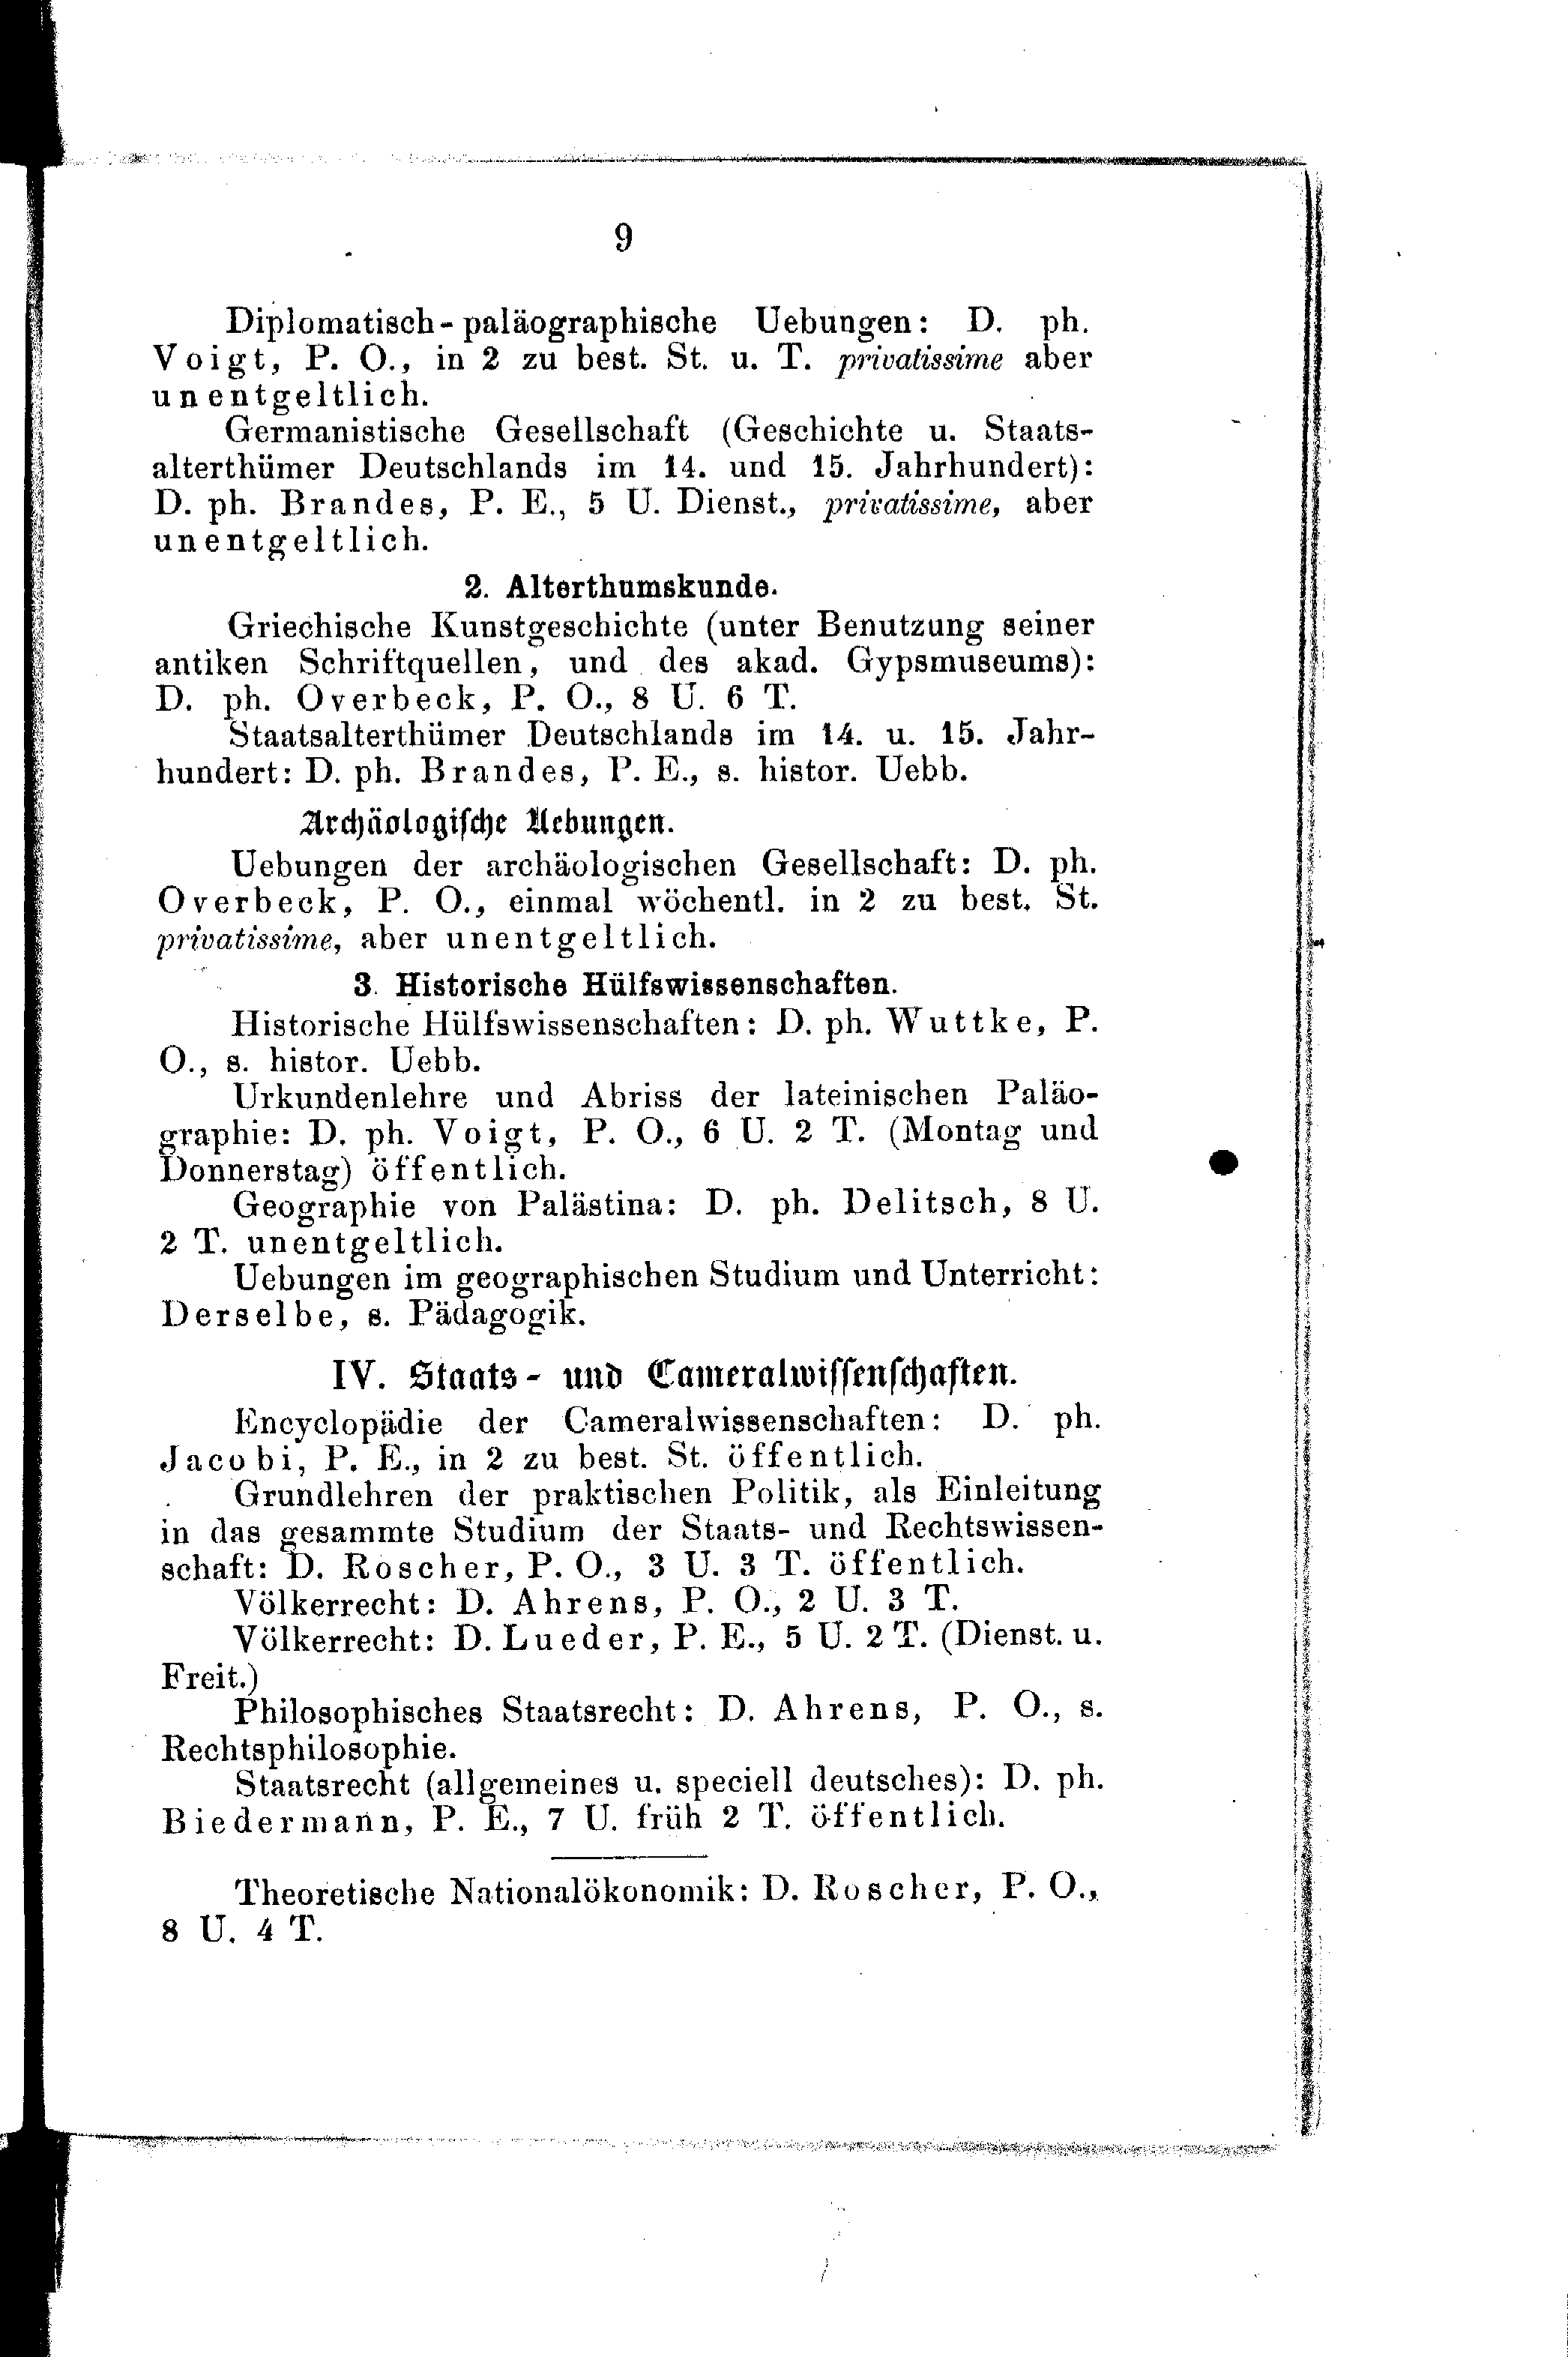 9
Diplomatisch-paläographische Uebungen: D. ph.
Voigt, P. O., in 2 zu best. St. u. T. privatissime aber
unentgeltlich.
Germanistische Gesellschaft (Geschichte u. Staats-
alterthümer Deutschlands im 14. und 15. Jahrhundert):
D. ph. Brandes, P. E., 5 U. Dienst., privatissime, aber
unentgeltlich.
2. Alterthumskunde.
Griechische Kunstgeschichte (unter Benutzung seiner
antiken Schriftquellen, und des akad. Gypsmuseums):
D. ph. Overbeck, P. O., 8 U. 6 T.
Staatsalterthümer Deutschlands im 14. u. 15. Jahr-
hundert: D. ph. Brandes, P. E., s. histor. Uebb.
Archäologische Uebungen.
Uebungen der archäologischen Gesellschaft: D. ph.
Overbeck, P. O., einmal wöchentl. in 2 zu best. St.
privatissime, aber unentgeltlich.
3. Historische Hülfswissenschaften.
Historische Hülfswissenschaften: D. ph. Wuttke, P.
O., s. histor. Uebb.
Urkundenlehre und Abriss der lateinischen Paläo-
graphie: D. ph. Voigt, P. O., 6 U. 2 T. (Montag und
Donnerstag) öffentlich.
Geographie von Palästina: D. ph. Delitsch, 8 U.
2 T. unentgeltlich.
Uebungen im geographischen Studium und Unterricht:
Derselbe, s. Pädagogik.
IV. Staats- und Cameralwissenschaften.
Encyclopädie der Cameralwissenschaften: D. ph.
Jacobi, P. E., in 2 zu best. St. öffentlich.
Grundlehren der praktischen Politik, als Einleitung
in das gesammte Studium der Staats- und Rechtswissen-
schaft: D. Roscher, P. O., 3 U. 3 T. öffentlich.
Völkerrecht: D. Ahrens, P. O., 2 U. 3 T.
Völkerrecht: D. Lueder, P. E., 5 U. 2 T. (Dienst. u.
Freit.)
Philosophisches Staatsrecht: D. Ahrens, P. O., s.
Rechtsphilosophie.
Staatsrecht (allgemeines u. speciell deutsches): D. ph.
Biedermann, P. E., 7 U. früh 2 T. öffentlich.
Theoretische Nationalökonomik: D. Roscher, P. O.,
8 U. 4 T.